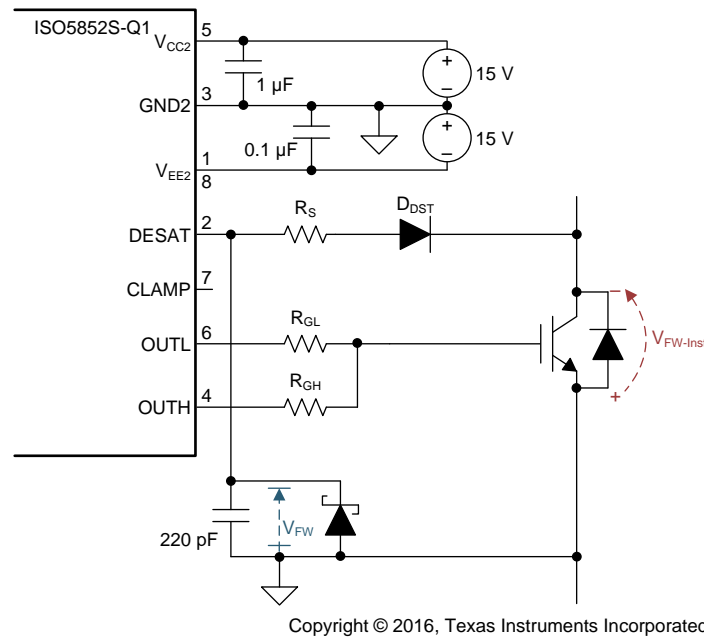 ISO5852S-Q1
VCC2
5
15 V
1 µF
GND2
3
0.1 µF
15 V
VEE2
1
8
RS
DDST
DESAT
2
CLAMP
7
RGL
OUTL
6
VFW-Inst
+
−
+
−
−
+
RGH
OUTH
4
220 pF
VFW
Copyright © 2016, Texas Instruments Incorporated